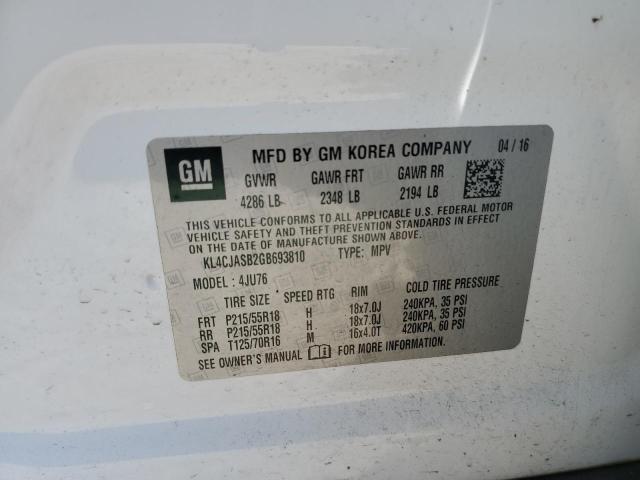 GM
MFD BY GM KOREA COMPANY 04 / 16
GVWR GAWR FRT GAWR RR
4286 LB 2348 LB 2194 LB
THIS VEHICLE CONFORMS TO ALL APPLICABLE U.S. FEDERAL MOTOR
VEHICLE SAFETY AND THEFT PREVENTION STANDARDS IN EFFECT
ON THE DATE OF MANUFACTURE SHOWN ABOVE.
KL4CJASB2GB693810 TYPE: MPV
MODEL : 4JU76
TIRE SIZE SPEED RTG RIM COLD TIRE PRESSURE
FRT P215/55R18 H 18x7.0J 240KPA, 35 PSI
RR P215/55R18 H 18x7.0J 240KPA, 35 PSI
SPA T125/70R16 M 16x4.0T 420KPA, 60 PSI
SEE OWNER'S MANUAL FOR MORE INFORMATION.